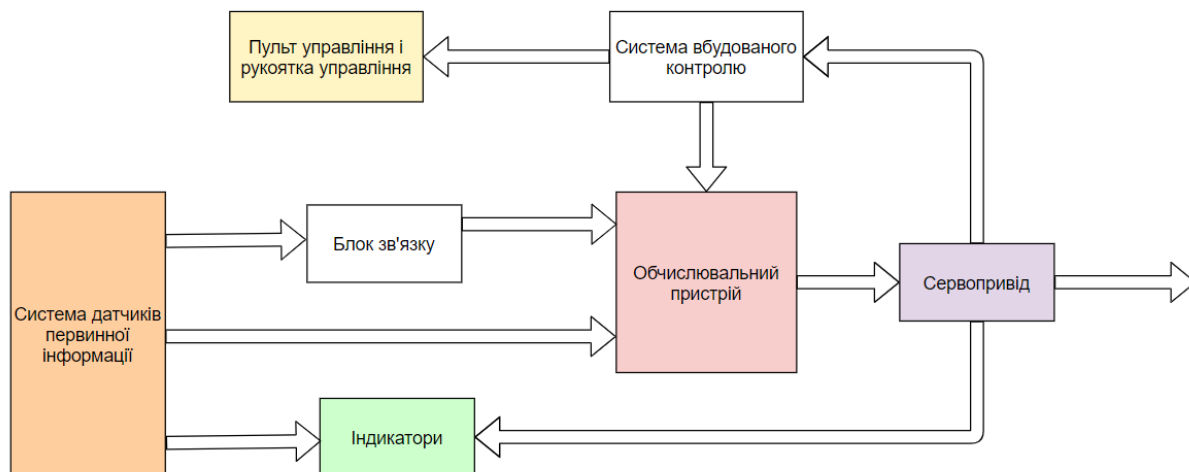 Пульт управління і
рукоятка управління
Система вбудованого
контролю
Блок зв'язку
Обчислювальний
пристрій
Сервопривід
Система датчиків
первинної
інформації
Індикатори